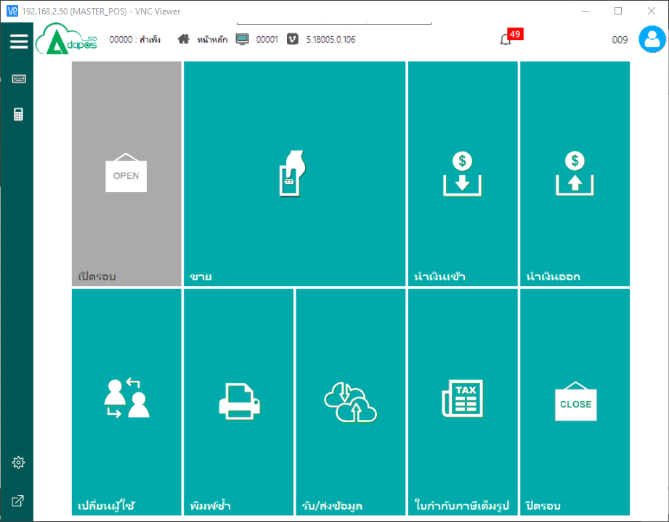 192.168.2.50 (MASTER_POS) - VNC Viewer
Adapos 5.0
00000 : สำเพ็ง
หน้าหลัก
00001
5.18005.0.106
49
009
OPEN
เปิดรอบ
ขาย
นำเงินเข้า
นำเงินออก
TAX
CLOSE
เปลี่ยนผู้ใช้
พิมพ์ซ้ำ
รับ/ส่งข้อมูล
ใบกำกับภาษีเต็มรูป
ปิดรอบ